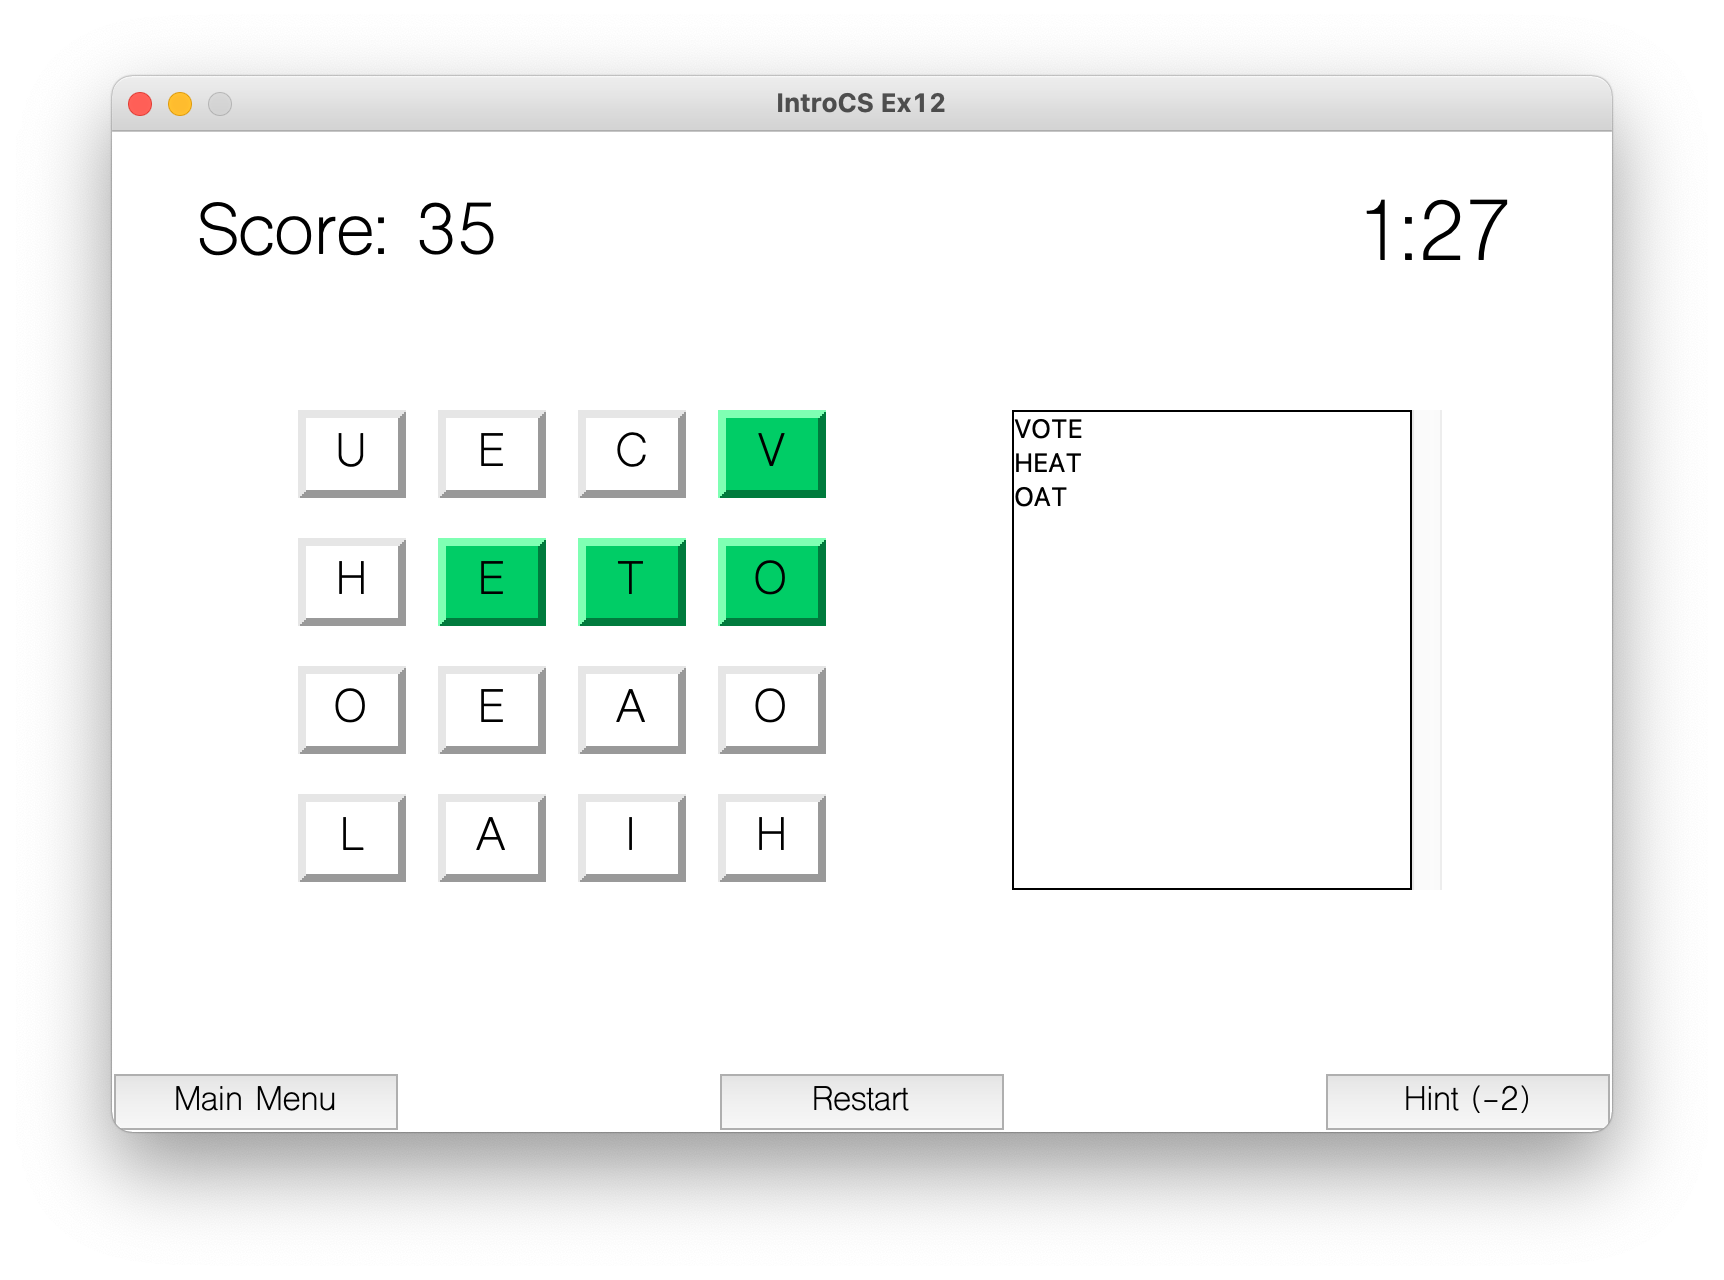 IntroCS Ex12
Score: 35
1:27
U E C V
H E T O
O E A O
L A I H
VOTE
HEAT
OAT
Main Menu
Restart
Hint (-2)